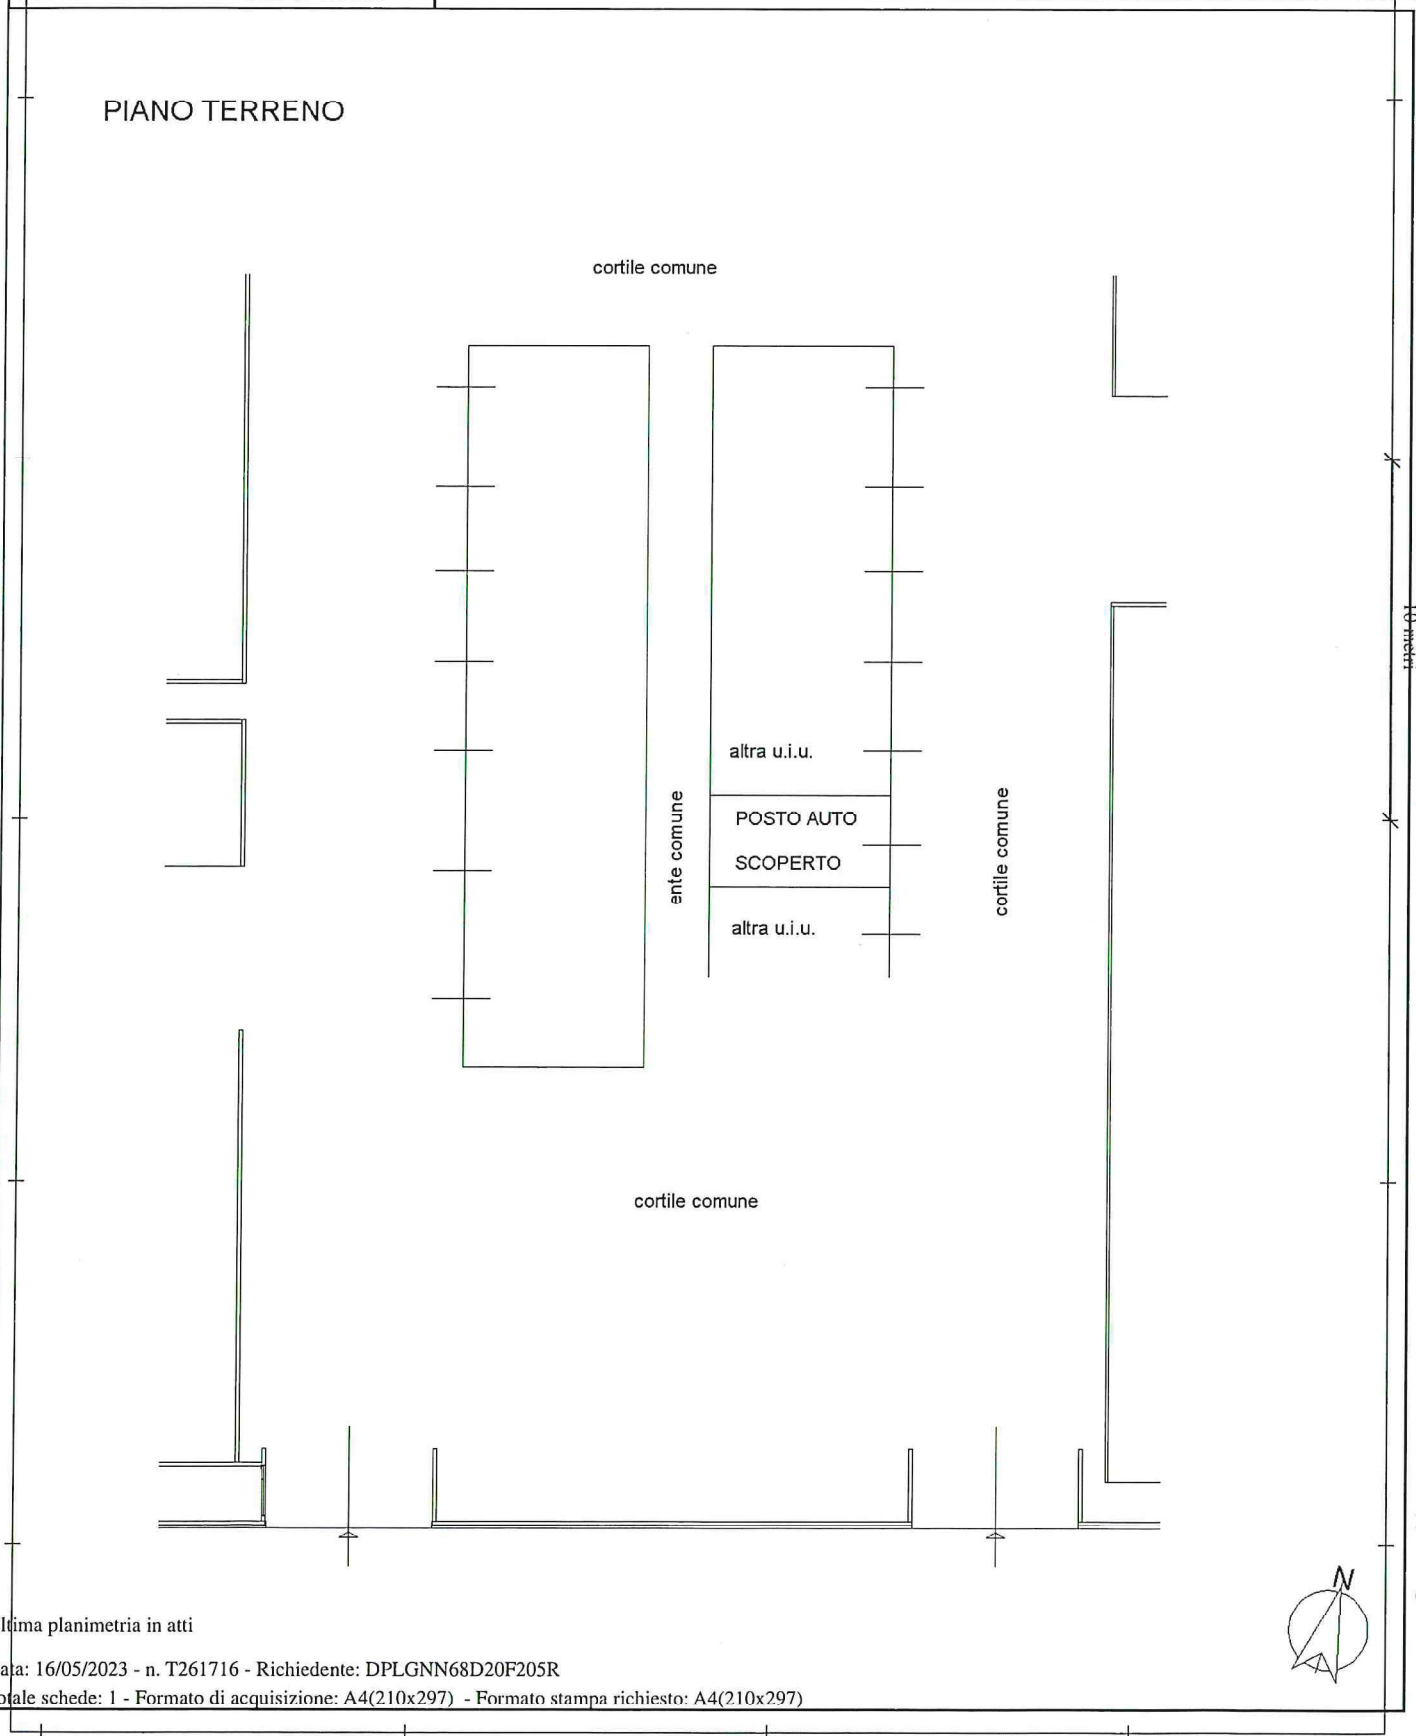 PIANO TERRENO
cortile comune
10 metri
altra u.i.u.
ente comune
POSTO AUTO
SCOPERTO
cortile comune
altra u.i.u.
cortile comune
N
ltima planimetria in atti
ata: 16/05/2023 - n. T261716 - Richiedente: DPLGNN68D20F205R
otale schede: 1 - Formato di acquisizione: A4(210x297) - Formato stampa richiesto: A4(210x297)